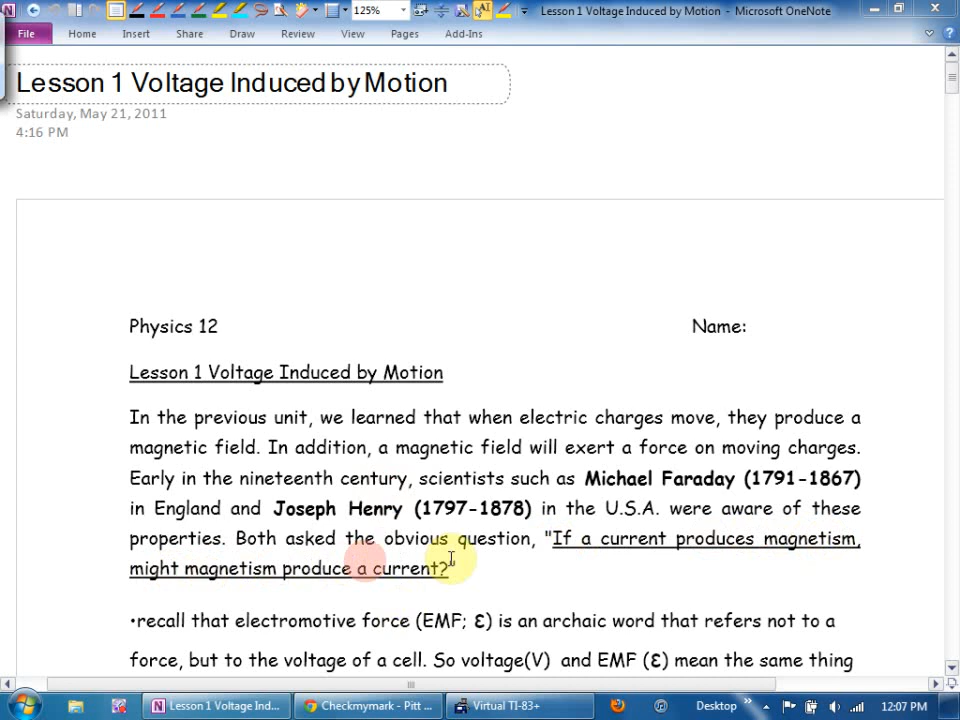 125%
Lesson 1 Voltage Induced by Motion - Microsoft OneNote
File Home Insert Share Draw Review View Pages Add-Ins
Lesson 1 Voltage Induced by Motion
Saturday, May 21, 2011
4:16 PM
Physics 12 Name:
Lesson 1 Voltage Induced by Motion
In the previous unit, we learned that when electric charges move, they produce a
magnetic field. In addition, a magnetic field will exert a force on moving charges.
Early in the nineteenth century, scientists such as Michael Faraday (1791-1867)
in England and Joseph Henry (1797-1878) in the U.S.A. were aware of these
properties. Both asked the obvious question, "If a current produces magnetism,
might magnetism produce a current?"
•recall that electromotive force (EMF; Ɛ) is an archaic word that refers not to a
force, but to the voltage of a cell. So voltage(V) and EMF (Ɛ) mean the same thing
Lesson 1 Voltage Ind... Checkmymark - Pitt ... Virtual TI-83+ Desktop » 12:07 PM